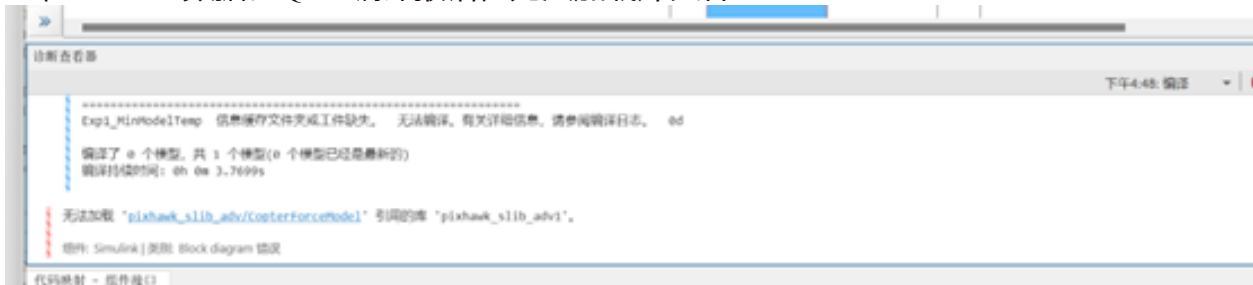 诊断查看器
下午4:48: 编译
================================================================
Exp1_MinModelTemp 信息缓存文件夹或工件缺失。 无法编译。有关详细信息，请参阅编译日志。 0d
编译了 0 个模型，共 1 个模型(0 个模型已经是最新的)
编译持续时间: 0h 0m 3.7699s
无法加载 'pixhawk_slib_adv/CopterForceModel' 引用的库 'pixhawk_slib_adv1'。
组件: Simulink | 类别: Block diagram 错误
代码映射 - 组件接口